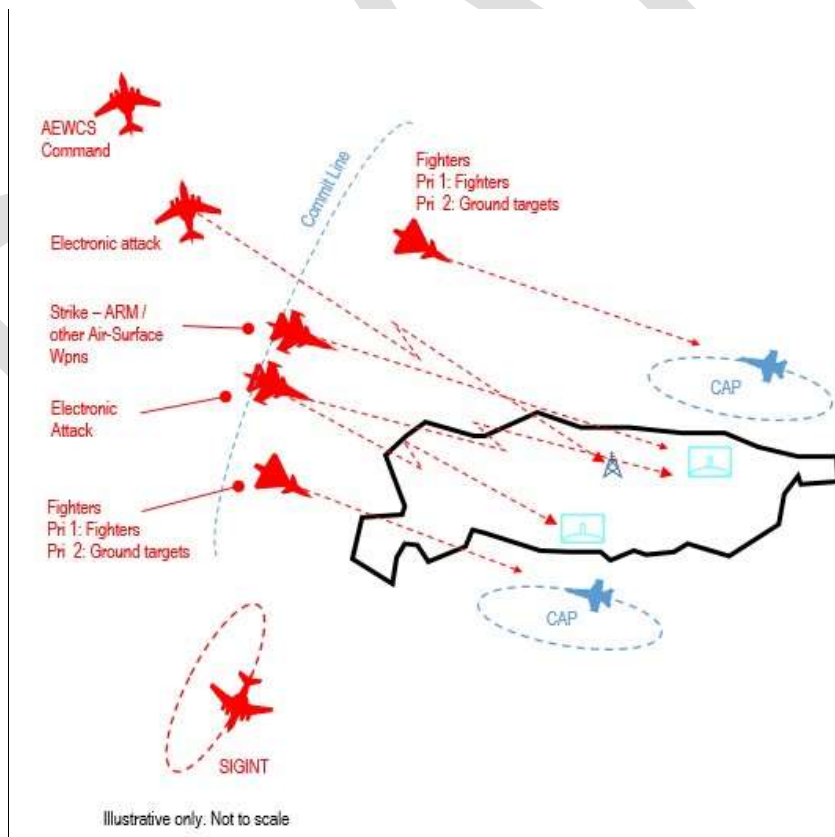 AEWCS
Command
Commit Line
Fighters
Pri 1: Fighters
Pri 2: Ground targets
Electronic attack
Strike – ARM /
other Air-Surface
Wpns
CAP
Electronic
Attack
Fighters
Pri 1: Fighters
Pri 2: Ground targets
CAP
SIGINT
Illustrative only. Not to scale